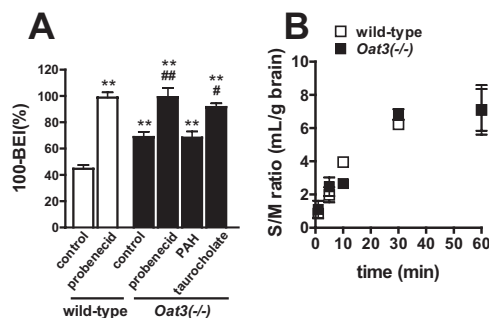 A
100-BEI(%)
120
100
80
60
40
20
0
**
**
**
##
**
**
#
control
probenecid
control
probenecid
PAH
taurocholate
wild-type
Oat3(-/-)
B
wild-type
Oat3(-/-)
S/M ratio (mL/g brain)
10
8
6
4
2
0
0
10
20
30
40
50
60
time (min)